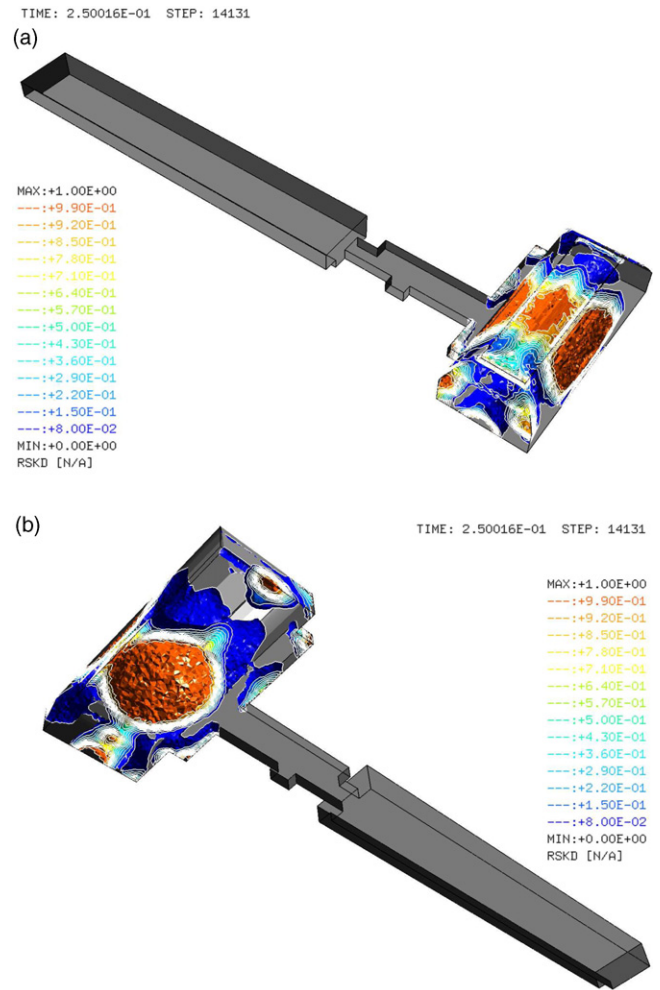 TIME: 2.50016E-01 STEP: 14131
(a)
MAX:+1.00E+00
---:+9.90E-01
---:+9.20E-01
---:+8.50E-01
---:+7.80E-01
---:+7.10E-01
---:+6.40E-01
---:+5.70E-01
---:+5.00E-01
---:+4.30E-01
---:+3.60E-01
---:+2.90E-01
---:+2.20E-01
---:+1.50E-01
---:+8.00E-02
MIN:+0.00E+00
RSKD [N/A]
(b)
TIME: 2.50016E-01 STEP: 14131
MAX:+1.00E+00
---:+9.90E-01
---:+9.20E-01
---:+8.50E-01
---:+7.80E-01
---:+7.10E-01
---:+6.40E-01
---:+5.70E-01
---:+5.00E-01
---:+4.30E-01
---:+3.60E-01
---:+2.90E-01
---:+2.20E-01
---:+1.50E-01
---:+8.00E-02
MIN:+0.00E+00
RSKD [N/A]